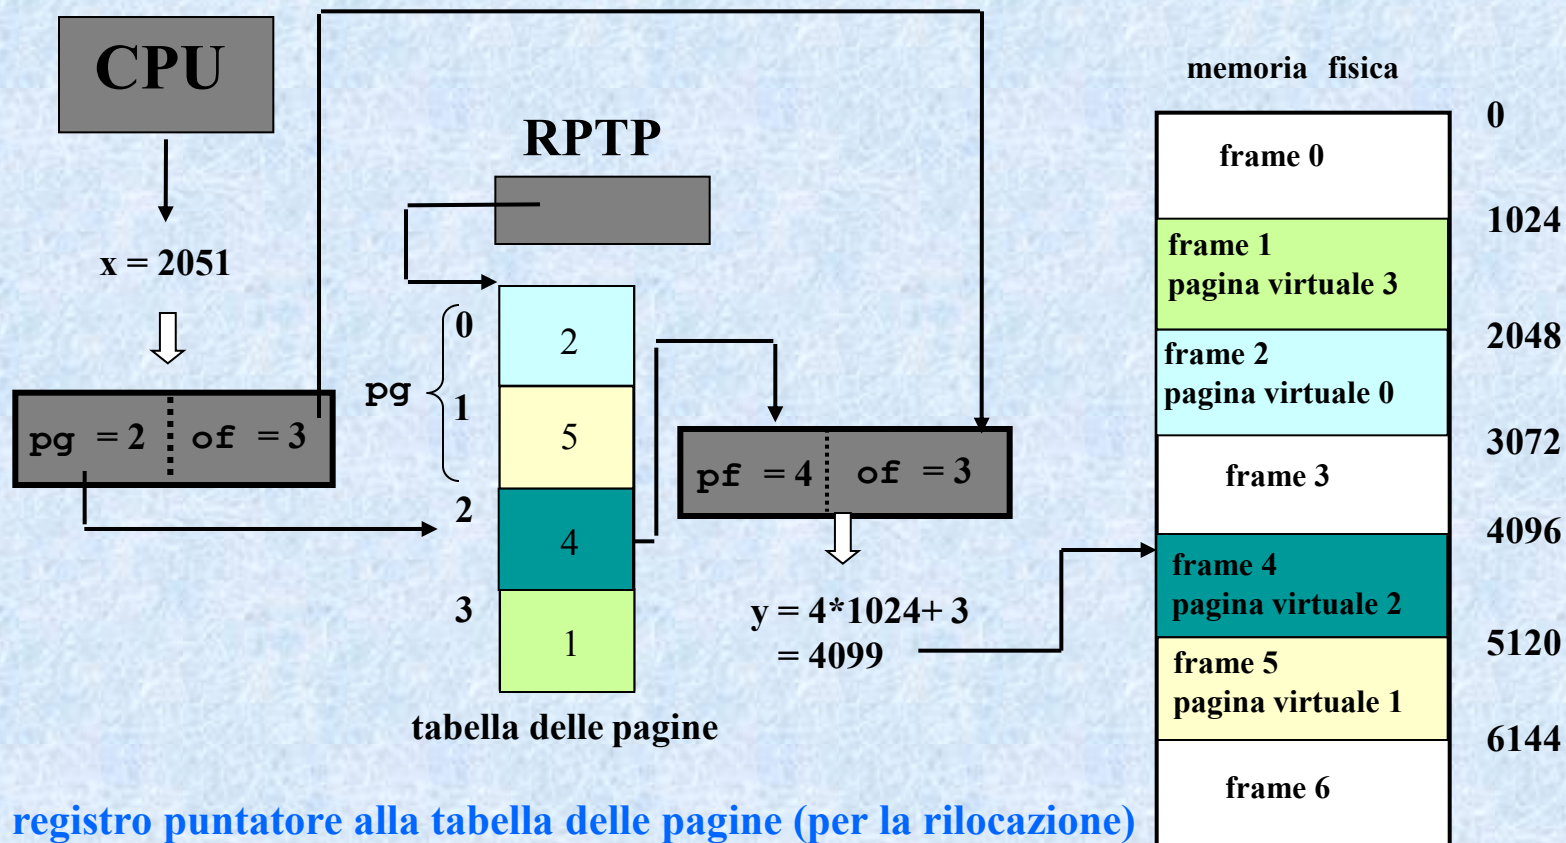 CPU
x = 2051
pg = 2 of = 3
RPTP
pg
0
1
2
3
2
5
4
1
tabella delle pagine
pf = 4 of = 3
y = 4*1024+ 3
= 4099
memoria fisica
frame 0
frame 1
pagina virtuale 3
frame 2
pagina virtuale 0
frame 3
frame 4
pagina virtuale 2
frame 5
pagina virtuale 1
frame 6
0
1024
2048
3072
4096
5120
6144
registro puntatore alla tabella delle pagine (per la rilocazione)